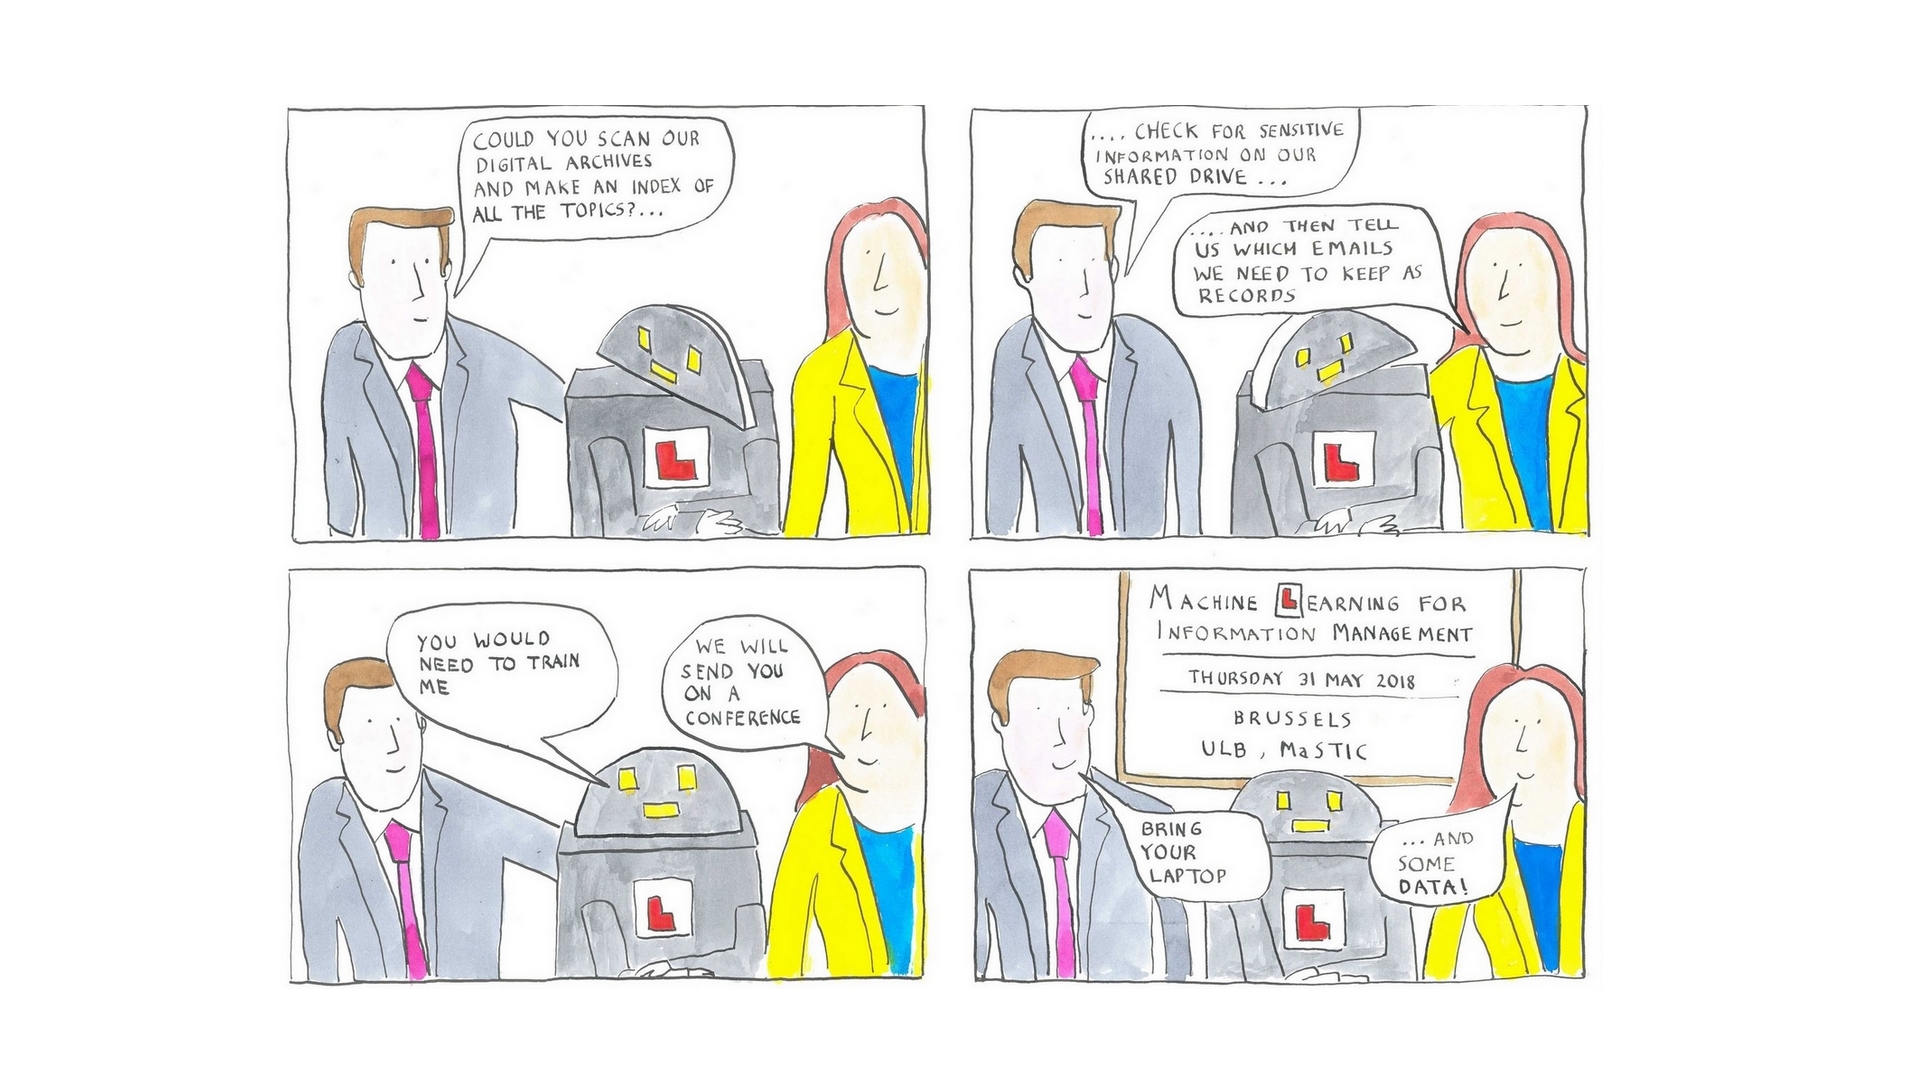 COULD YOU SCAN OUR
DIGITAL ARCHIVES
AND MAKE AN INDEX OF
ALL THE TOPICS?...
L
.... CHECK FOR SENSITIVE
INFORMATION ON OUR
SHARED DRIVE ...
.... AND THEN TELL
US WHICH EMAILS
WE NEED TO KEEP AS
RECORDS
L
YOU WOULD
NEED TO TRAIN
ME
WE WILL
SEND YOU
ON A
CONFERENCE
L
MACHINE LEARNING FOR
INFORMATION MANAGEMENT
THURSDAY 31 MAY 2018
BRUSSELS
ULB, MaSTIC
BRING
YOUR
LAPTOP
... AND
SOME
DATA!
L